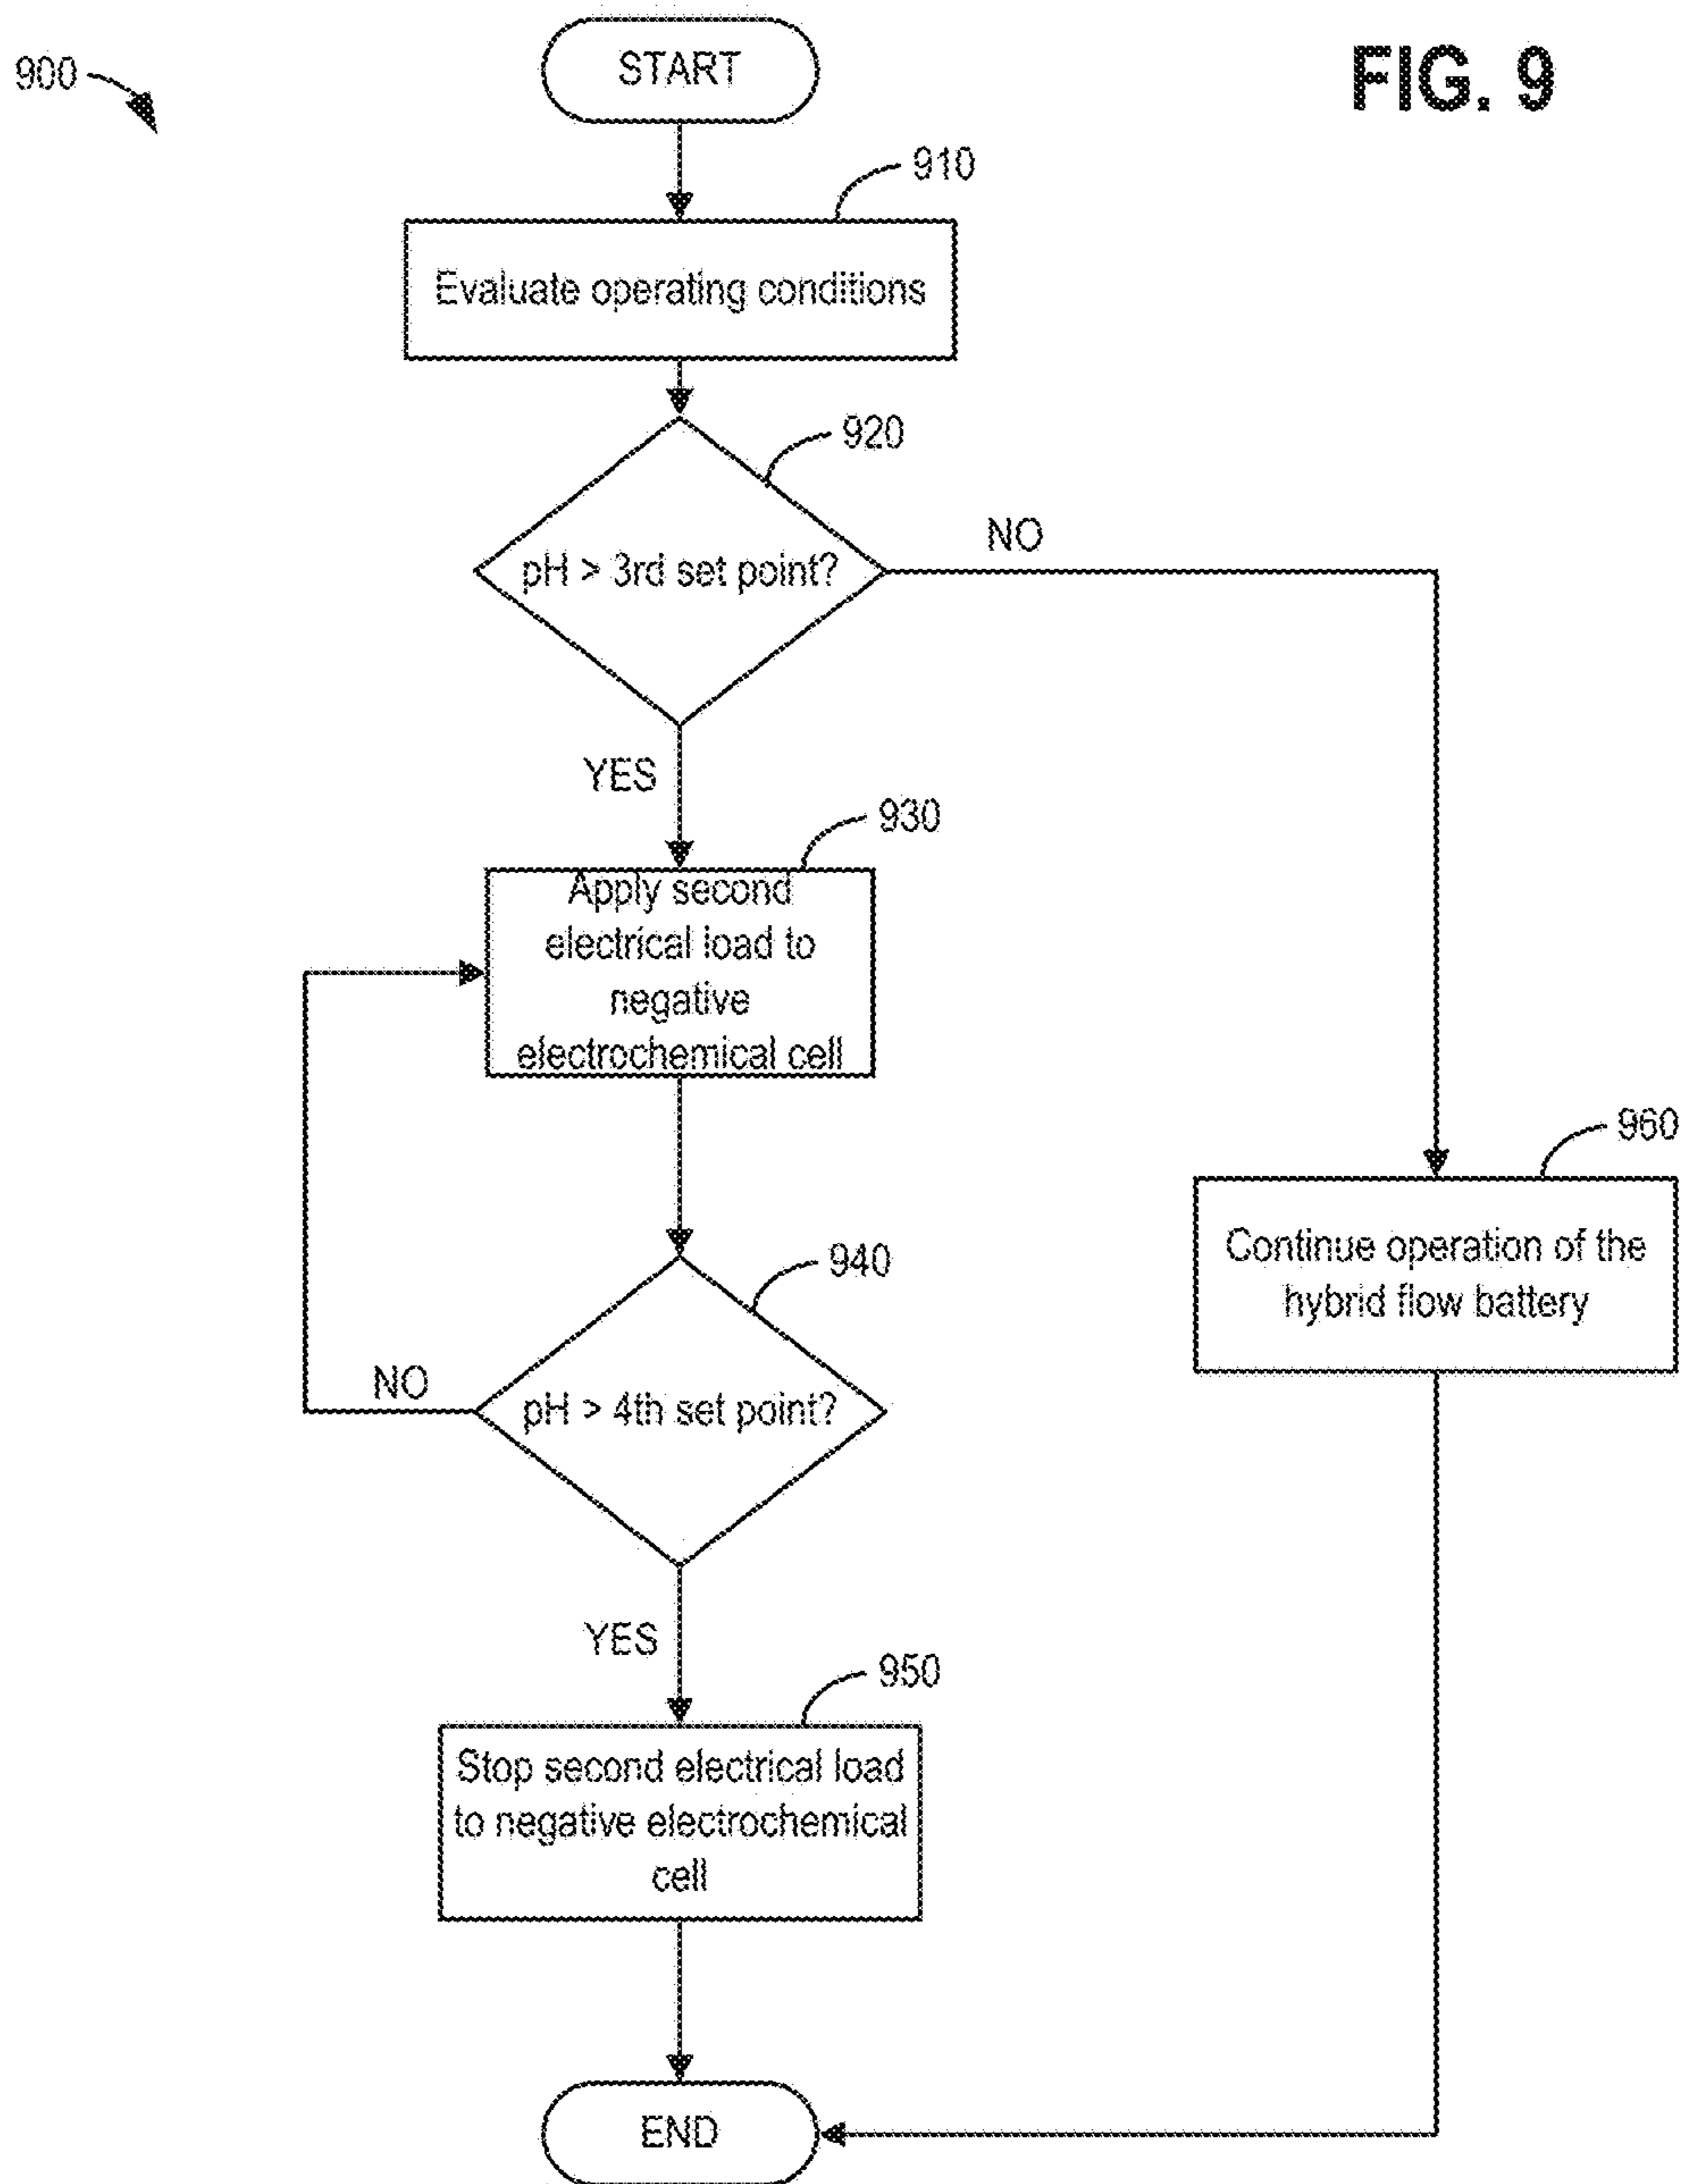 900
START
FIG. 9
910
Evaluate operating conditions
920
pH > 3rd set point?
NO
YES
930
Apply second
electrical load to
negative
electrochemical cell
940
pH > 4th set point?
NO
960
Continue operation of the
hybrid flow battery
YES
950
Stop second electrical load
to negative electrochemical
cell
END